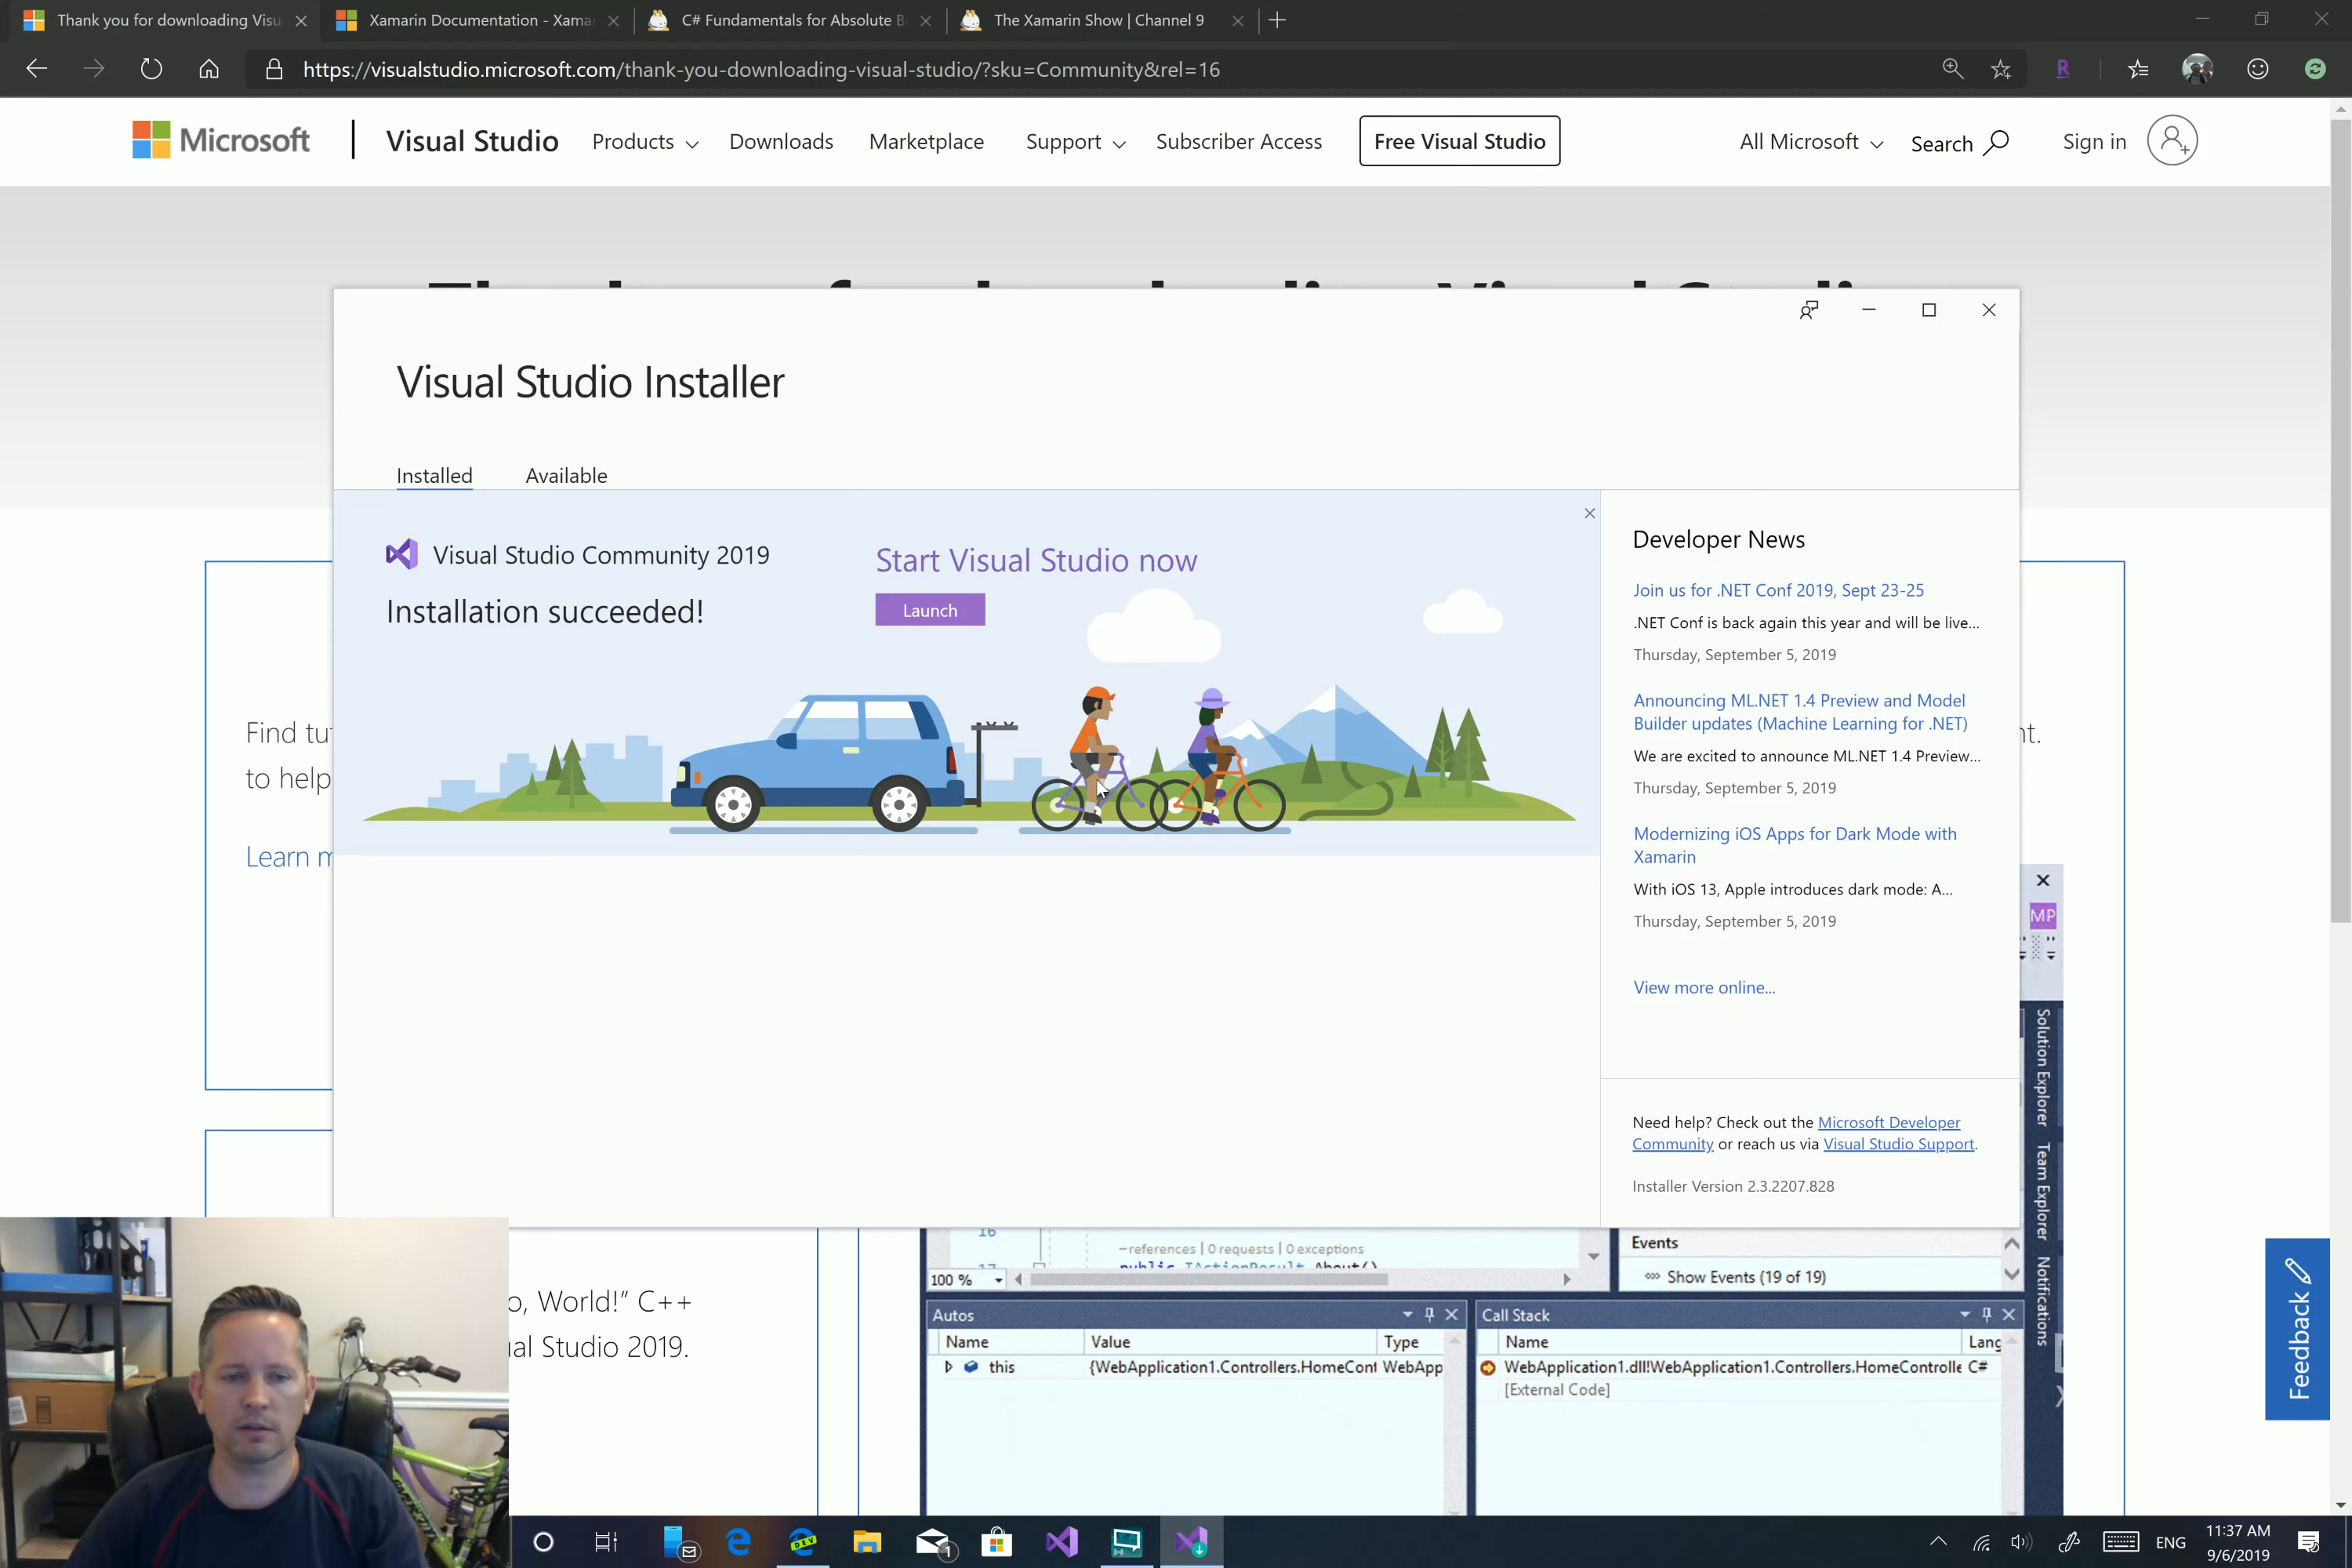 Thank you for downloading Visu
Xamarin Documentation - Xama
C# Fundamentals for Absolute B
The Xamarin Show | Channel 9
https://visualstudio.microsoft.com/thank-you-downloading-visual-studio/?sku=Community&rel=16
Microsoft
Visual Studio
Products
Downloads
Marketplace
Support
Subscriber Access
Free Visual Studio
All Microsoft
Search
Sign in
Visual Studio Installer
Installed
Available
Visual Studio Community 2019
Installation succeeded!
Start Visual Studio now
Launch
Developer News
Join us for .NET Conf 2019, Sept 23-25
.NET Conf is back again this year and will be live...
Thursday, September 5, 2019
Announcing ML.NET 1.4 Preview and Model
Builder updates (Machine Learning for .NET)
We are excited to announce ML.NET 1.4 Preview...
Thursday, September 5, 2019
Modernizing iOS Apps for Dark Mode with
Xamarin
With iOS 13, Apple introduces dark mode: A...
Thursday, September 5, 2019
View more online...
Need help? Check out the Microsoft Developer
Community or reach us via Visual Studio Support.
Installer Version 2.3.2207.828
Find tu
to help
Learn m
nt.
MP
Solution Explorer
Team Explorer
Notifications
o, World!” C++
al Studio 2019.
16
– references | 0 requests | 0 exceptions
17
public IActionResult About()
100 %
Events
Show Events (19 of 19)
Autos
Name
Value
Type
this
{WebApplication1.Controllers.HomeCont
WebApp
Call Stack
Name
Lang
WebApplication1.dll!WebApplication1.Controllers.HomeControlle
C#
[External Code]
Feedback
DEV
1
ENG
11:37 AM
9/6/2019